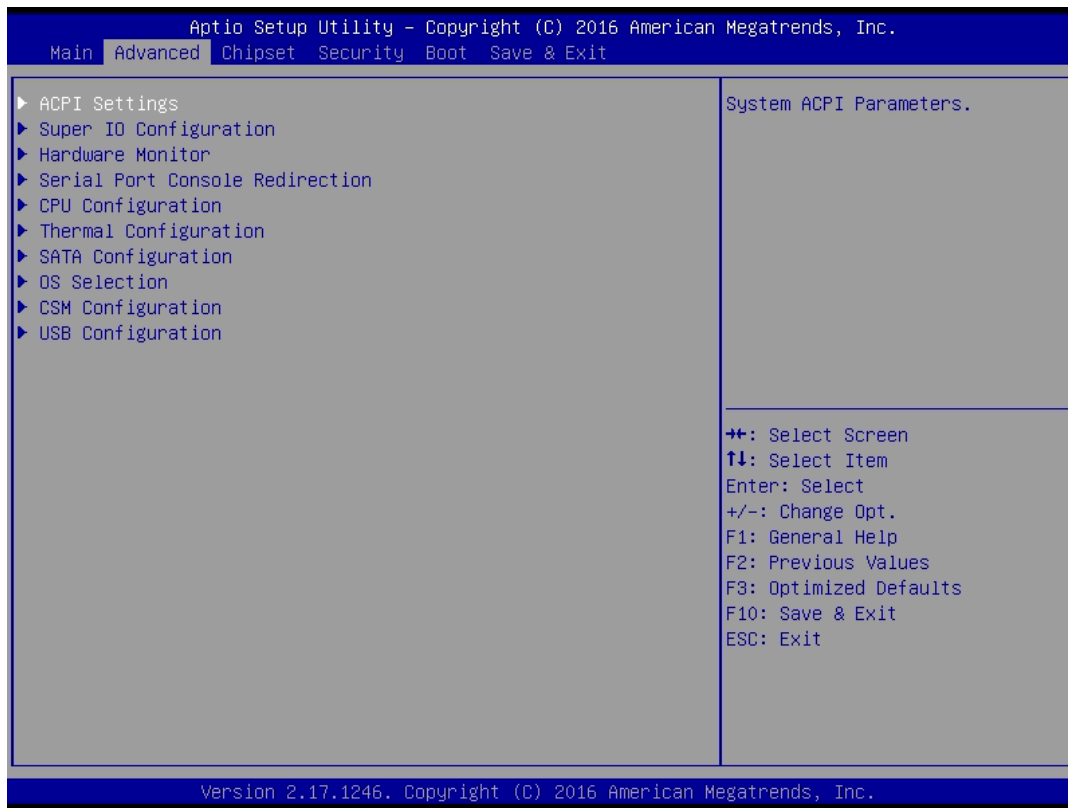 Aptio Setup Utility – Copyright (C) 2016 American Megatrends, Inc.
Main Advanced Chipset Security Boot Save & Exit
▶ ACPI Settings
▶ Super IO Configuration
▶ Hardware Monitor
▶ Serial Port Console Redirection
▶ CPU Configuration
▶ Thermal Configuration
▶ SATA Configuration
▶ OS Selection
▶ CSM Configuration
▶ USB Configuration
System ACPI Parameters.
→←: Select Screen
↑↓: Select Item
Enter: Select
+/-: Change Opt.
F1: General Help
F2: Previous Values
F3: Optimized Defaults
F10: Save & Exit
ESC: Exit
Version 2.17.1246. Copyright (C) 2016 American Megatrends, Inc.